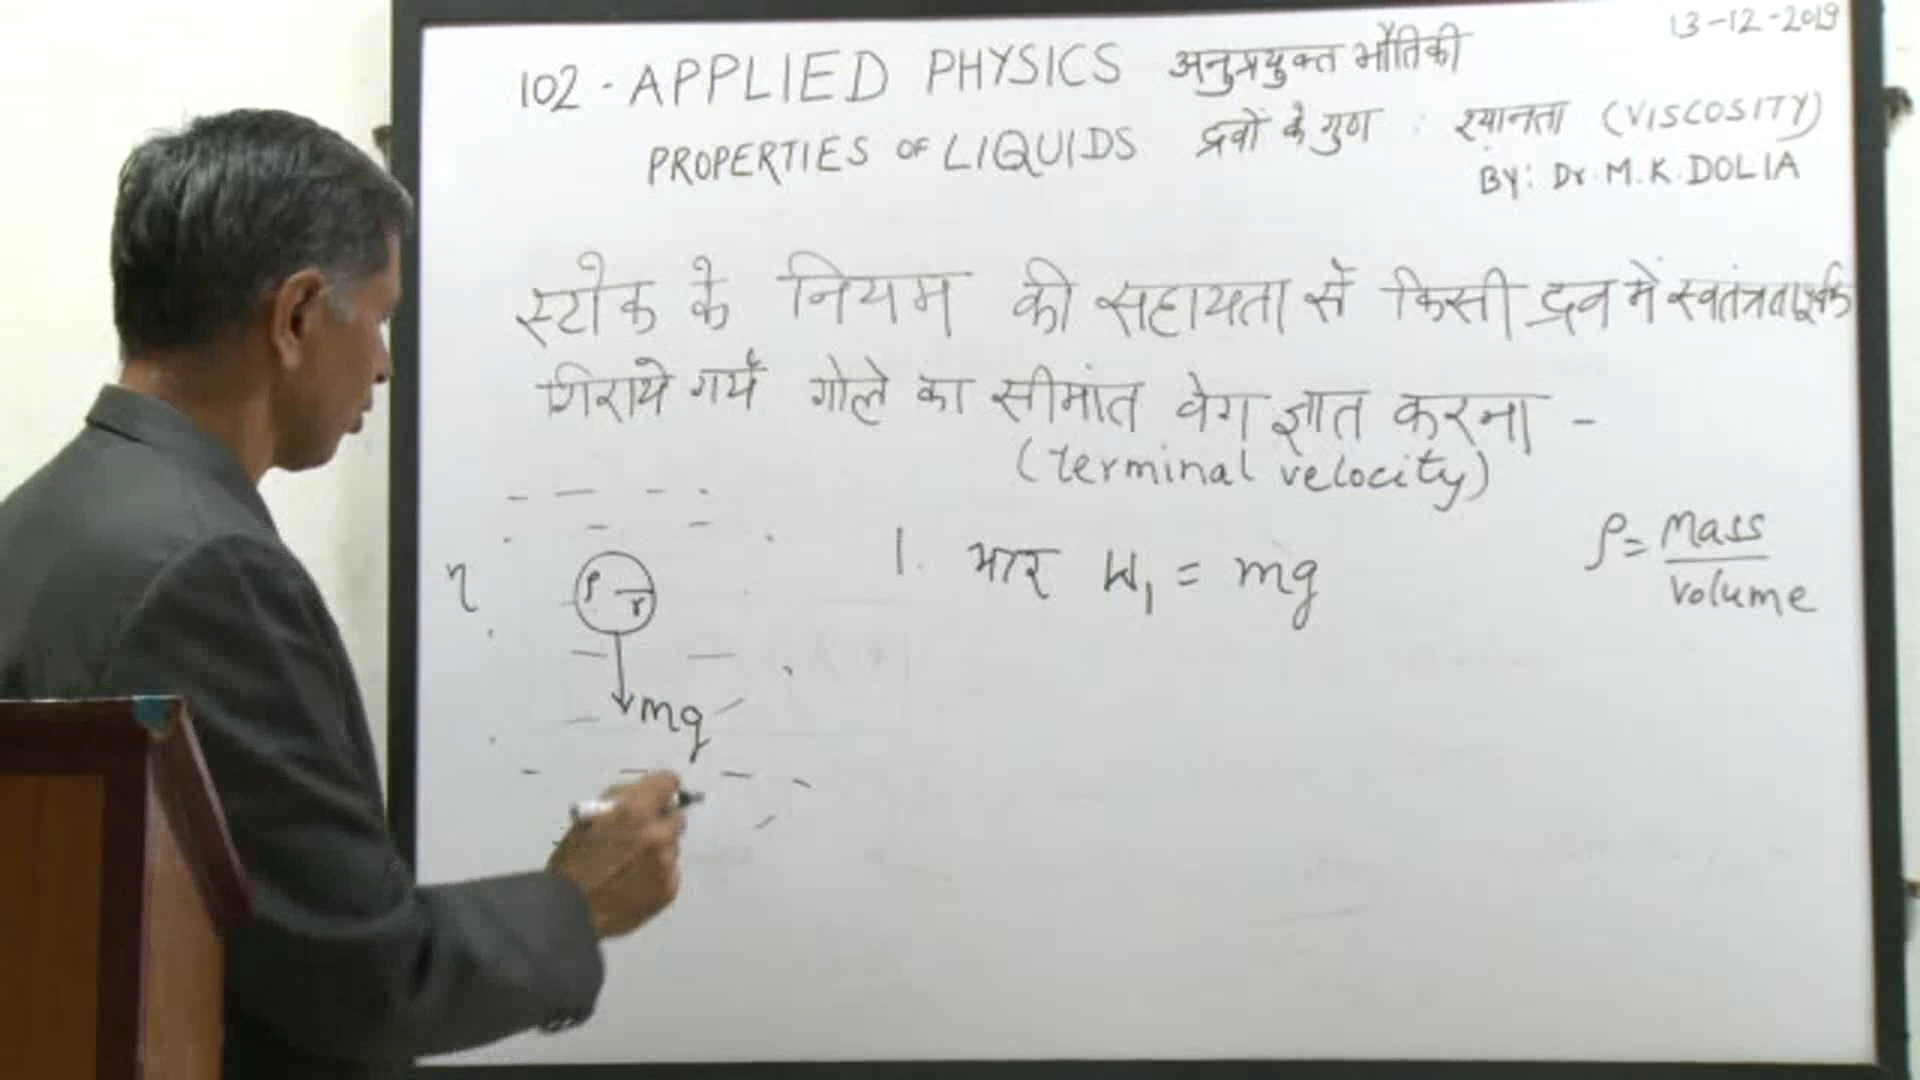 13-12-2019
102 - APPLIED PHYSICS अनुप्रयुक्त भौतिकी
PROPERTIES OF LIQUIDS द्रवों के गुण : श्यानता (VISCOSITY)
BY: Dr. M. K. DOLIA
स्टोक के नियम की सहायता से किसी द्रव में स्वतंत्रतापूर्वक
गिराये गये गोले का सीमांत वेग ज्ञात करना -
(terminal velocity)
η
ρ r
mg
1. भार W₁ = mg
ρ = Mass
volume